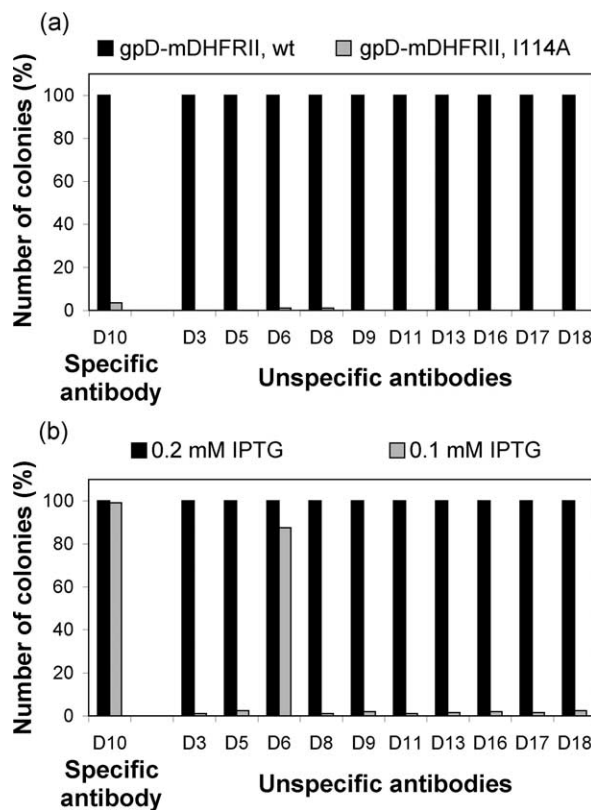 (a)
gpD-mDHFRII, wt gpD-mDHFRII, I114A
Number of colonies (%)
100
80
60
40
20
0
D10 D3 D5 D6 D8 D9 D11 D13 D16 D17 D18
Specific antibody Unspecific antibodies
(b)
0.2 mM IPTG 0.1 mM IPTG
Number of colonies (%)
100
80
60
40
20
0
D10 D3 D5 D6 D8 D9 D11 D13 D16 D17 D18
Specific antibody Unspecific antibodies